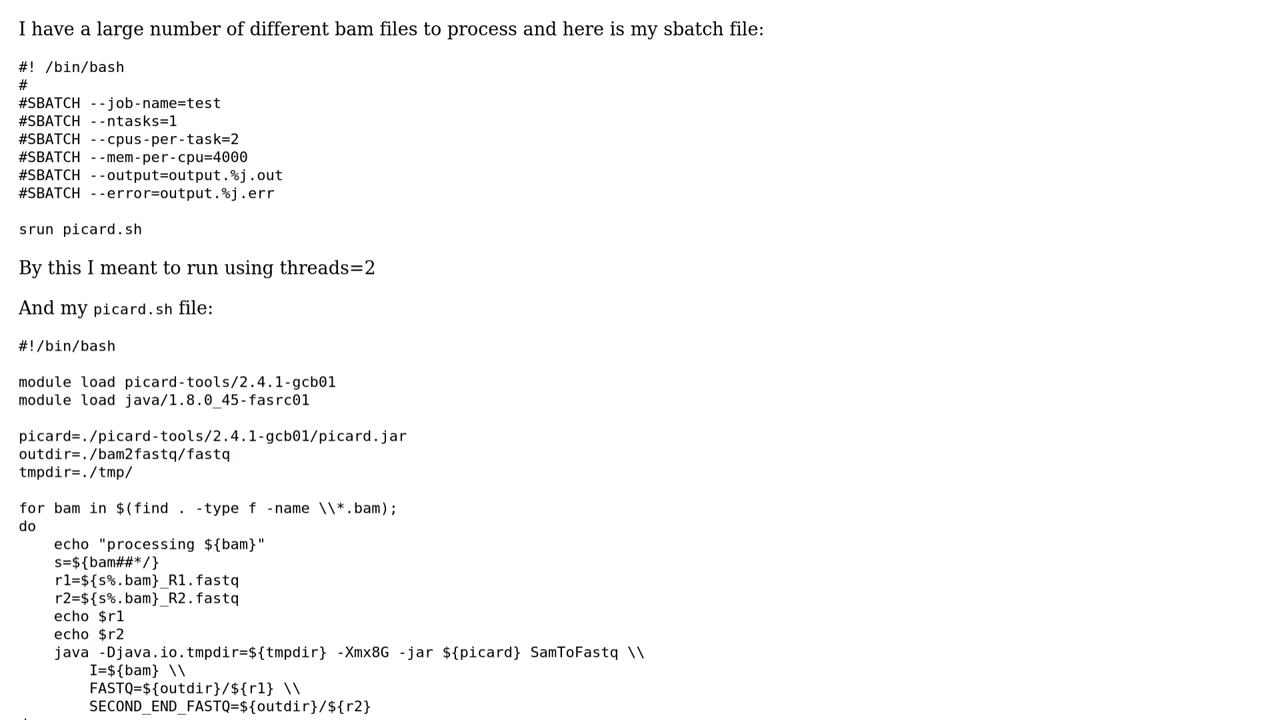 I have a large number of different bam files to process and here is my sbatch file:
#! /bin/bash
#
#SBATCH --job-name=test
#SBATCH --ntasks=1
#SBATCH --cpus-per-task=2
#SBATCH --mem-per-cpu=4000
#SBATCH --output=output.%j.out
#SBATCH --error=output.%j.err
srun picard.sh
By this I meant to run using threads=2
And my picard.sh file:
#!/bin/bash
module load picard-tools/2.4.1-gcb01
module load java/1.8.0_45-fasrc01
picard=./picard-tools/2.4.1-gcb01/picard.jar
outdir=./bam2fastq/fastq
tmpdir=./tmp/
for bam in $(find . -type f -name \\*.bam);
do
    echo "processing ${bam}"
    s=${bam##*/}
    r1=${s%.bam}_R1.fastq
    r2=${s%.bam}_R2.fastq
    echo $r1
    echo $r2
    java -Djava.io.tmpdir=${tmpdir} -Xmx8G -jar ${picard} SamToFastq \\
        I=${bam} \\
        FASTQ=${outdir}/${r1} \\
        SECOND_END_FASTQ=${outdir}/${r2}